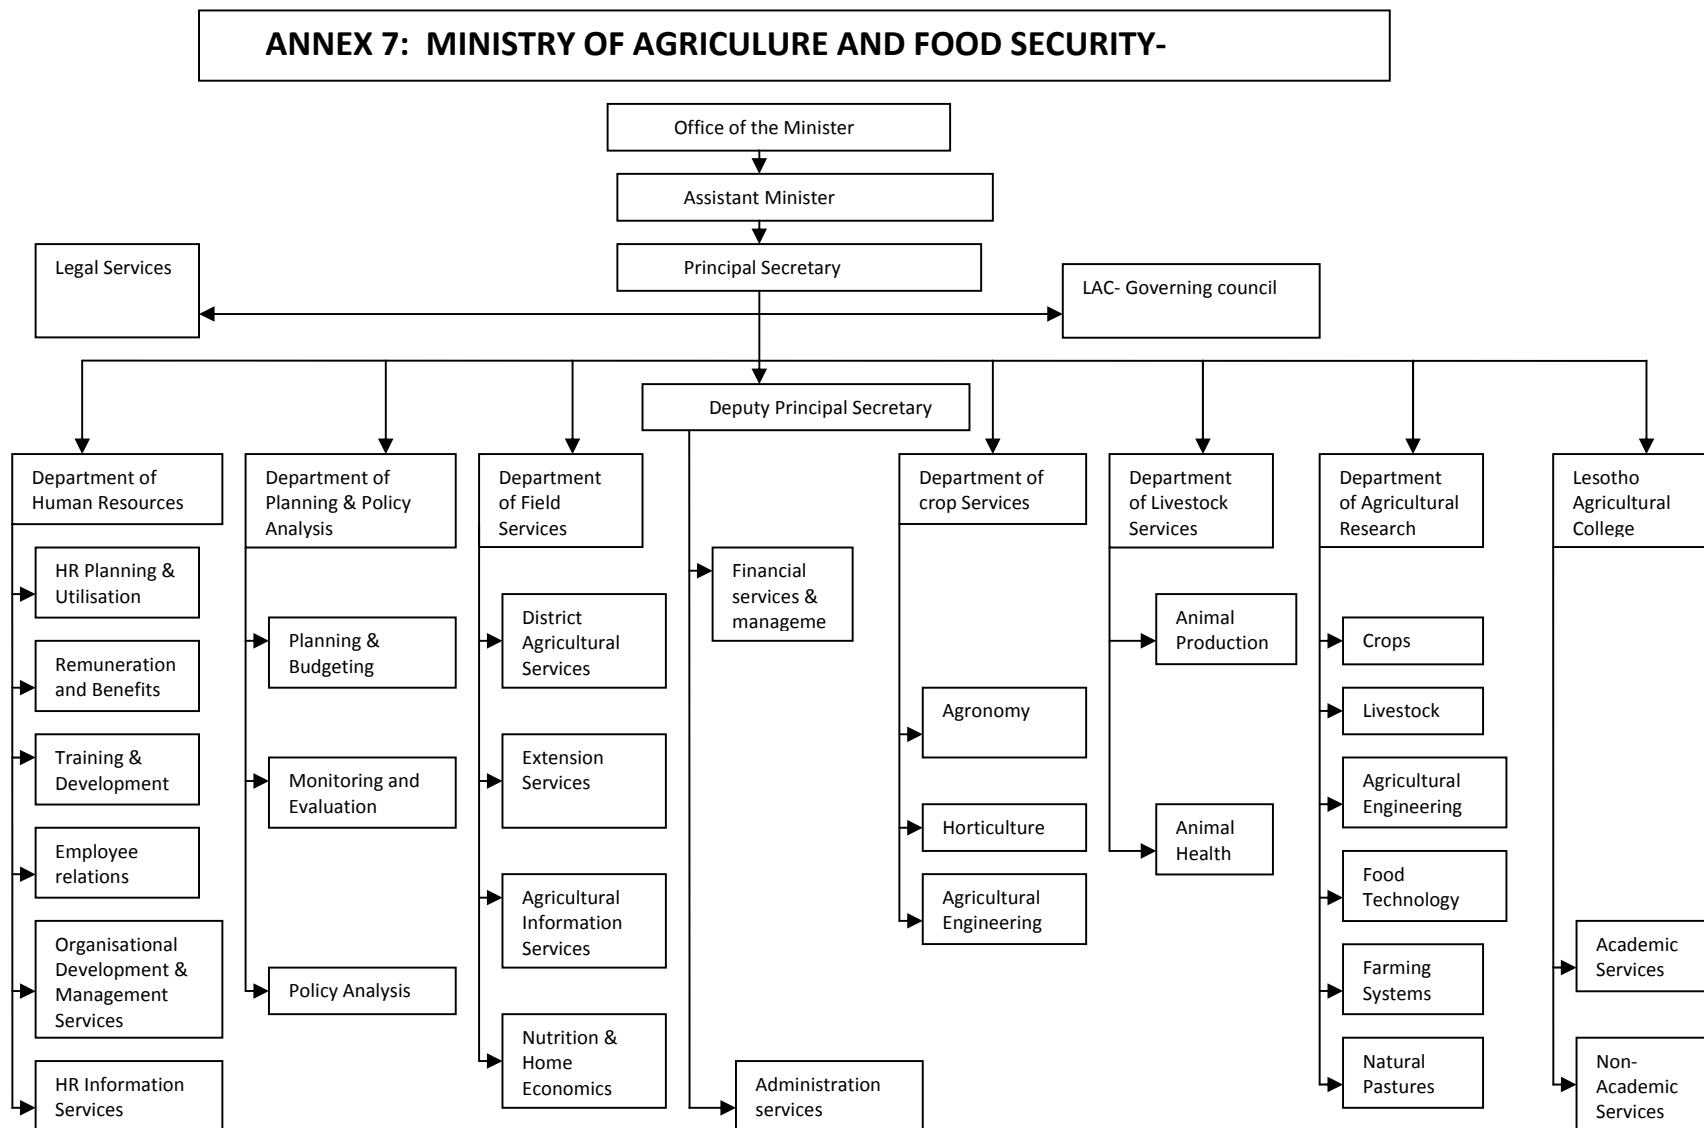 ANNEX 7: MINISTRY OF AGRICULURE AND FOOD SECURITY-
Office of the Minister
Assistant Minister
Principal Secretary
Legal Services
LAC- Governing council
Deputy Principal Secretary
Department of
Human Resources
HR Planning &
Utilisation
Remuneration
and Benefits
Training &
Development
Employee
relations
Organisational
Development &
Management
Services
HR Information
Services
Department of
Planning & Policy
Analysis
Planning &
Budgeting
Monitoring and
Evaluation
Policy Analysis
Department
of Field
Services
District
Agricultural
Services
Extension
Services
Agricultural
Information
Services
Nutrition &
Home
Economics
Financial
services &
manageme
Administration
services
Department of
crop Services
Agronomy
Horticulture
Agricultural
Engineering
Department
of Livestock
Services
Animal
Production
Animal
Health
Department
of Agricultural
Research
Crops
Livestock
Agricultural
Engineering
Food
Technology
Farming
Systems
Natural
Pastures
Lesotho
Agricultural
College
Academic
Services
Non-
Academic
Services